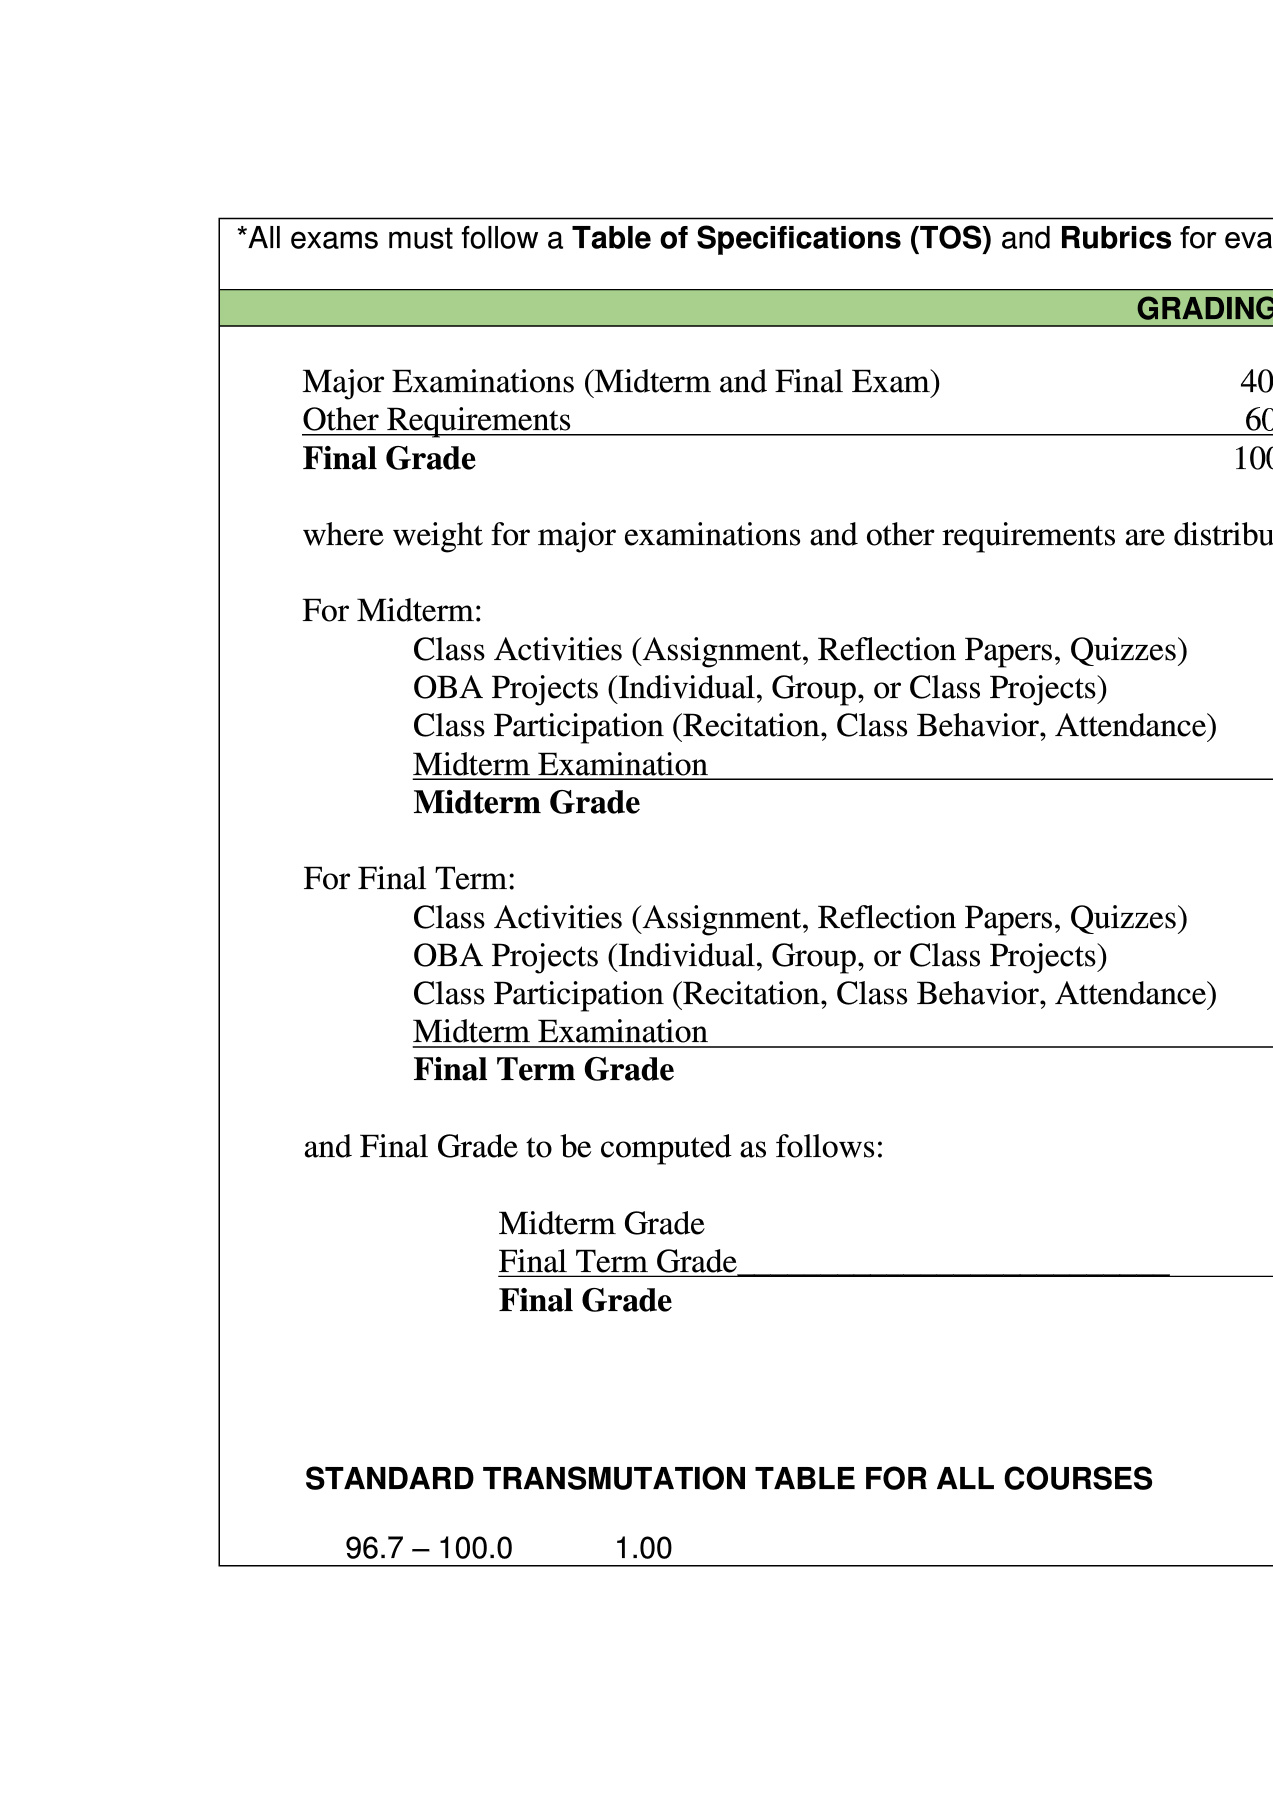 *All exams must follow a Table of Specifications (TOS) and Rubrics for eva
GRADING
Major Examinations (Midterm and Final Exam) 40
Other Requirements 60
Final Grade 100
where weight for major examinations and other requirements are distribu
For Midterm:
Class Activities (Assignment, Reflection Papers, Quizzes)
OBA Projects (Individual, Group, or Class Projects)
Class Participation (Recitation, Class Behavior, Attendance)
Midterm Examination
Midterm Grade
For Final Term:
Class Activities (Assignment, Reflection Papers, Quizzes)
OBA Projects (Individual, Group, or Class Projects)
Class Participation (Recitation, Class Behavior, Attendance)
Midterm Examination
Final Term Grade
and Final Grade to be computed as follows:
Midterm Grade
Final Term Grade__________________________
Final Grade
STANDARD TRANSMUTATION TABLE FOR ALL COURSES
96.7 – 100.0 1.00